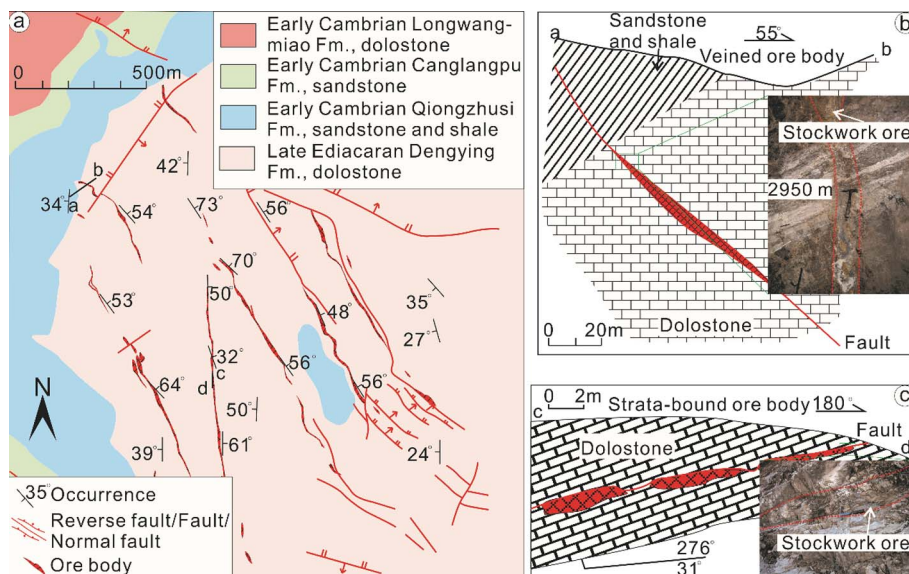 a
Early Cambrian Longwang-
miao Fm., dolostone
Early Cambrian Canglangpu
Fm., sandstone
Early Cambrian Qiongzhusi
Fm., sandstone and shale
Late Ediacaran Dengying
Fm., dolostone
0 500m
42°
b
34° a
54°
73°
56°
70°
53°
50°
35°
48°
27°
32°
c
d
56°
56°
64°
50°
39°
61°
24°
N
35° Occurrence
Reverse fault/Fault/
Normal fault
Ore body
b
a
Sandstone
and shale
55°
Veined ore body
b
Stockwork ore
2950 m
0 20m
Dolostone
Fault
c
0 2m
Strata-bound ore body 180°
c
Dolostone
Fault
d
276°
31°
Stockwork ore